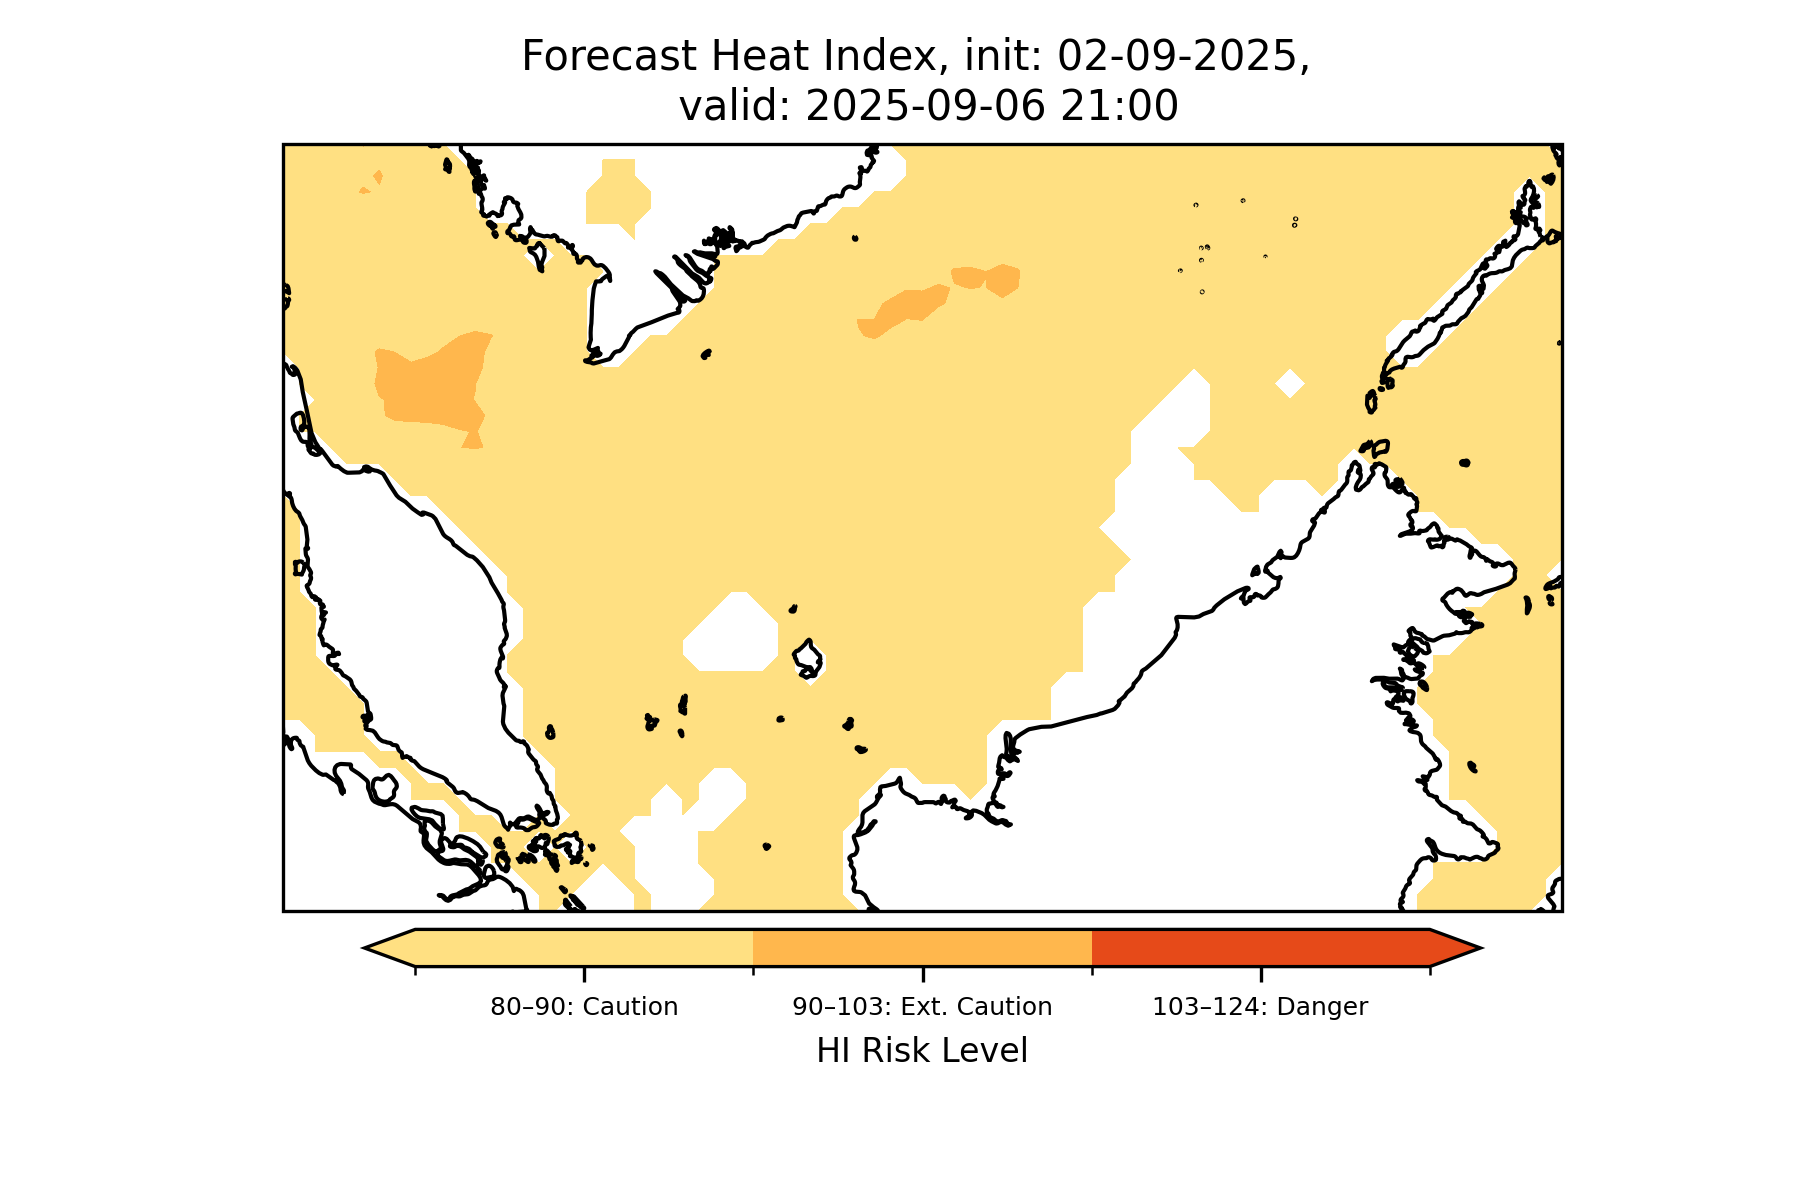 Forecast Heat Index, init: 02-09-2025,
valid: 2025-09-06 21:00
80–90: Caution
90–103: Ext. Caution
103–124: Danger
HI Risk Level